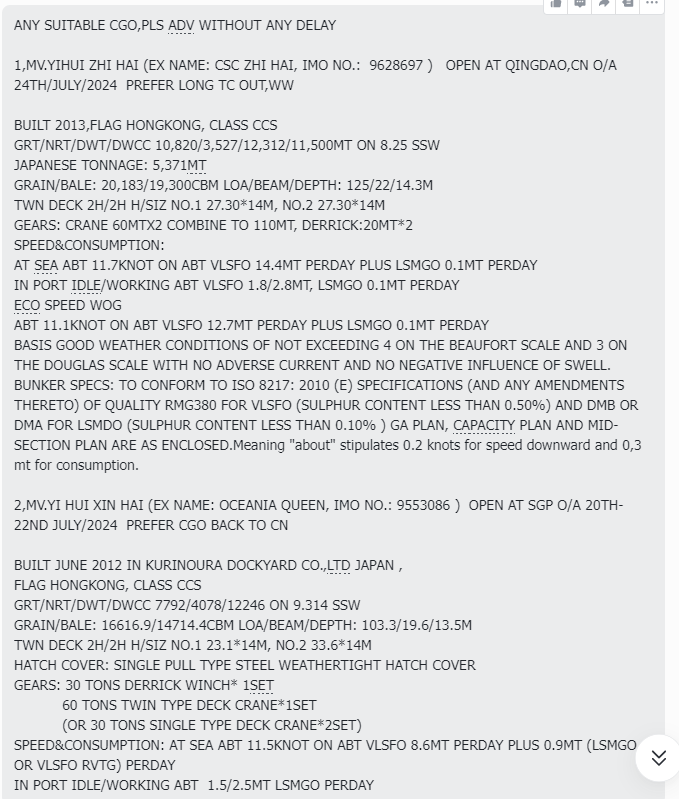 ANY SUITABLE CGO,PLS ADV WITHOUT ANY DELAY
1,MV.YIHUI ZHI HAI (EX NAME: CSC ZHI HAI, IMO NO.:  9628697 )   OPEN AT QINGDAO,CN O/A
24TH/JULY/2024  PREFER LONG TC OUT,WW
BUILT 2013,FLAG HONGKONG, CLASS CCS
GRT/NRT/DWT/DWCC 10,820/3,527/12,312/11,500MT ON 8.25 SSW
JAPANESE TONNAGE: 5,371MT
GRAIN/BALE: 20,183/19,300CBM LOA/BEAM/DEPTH: 125/22/14.3M
TWN DECK 2H/2H H/SIZ NO.1 27.30*14M, NO.2 27.30*14M
GEARS: CRANE 60MTX2 COMBINE TO 110MT, DERRICK:20MT*2
SPEED&CONSUMPTION:
AT SEA ABT 11.7KNOT ON ABT VLSFO 14.4MT PERDAY PLUS LSMGO 0.1MT PERDAY
IN PORT IDLE/WORKING ABT VLSFO 1.8/2.8MT, LSMGO 0.1MT PERDAY
ECO SPEED WOG
ABT 11.1KNOT ON ABT VLSFO 12.7MT PERDAY PLUS LSMGO 0.1MT PERDAY
BASIS GOOD WEATHER CONDITIONS OF NOT EXCEEDING 4 ON THE BEAUFORT SCALE AND 3 ON
THE DOUGLAS SCALE WITH NO ADVERSE CURRENT AND NO NEGATIVE INFLUENCE OF SWELL.
BUNKER SPECS: TO CONFORM TO ISO 8217: 2010 (E) SPECIFICATIONS (AND ANY AMENDMENTS
THERETO) OF QUALITY RMG380 FOR VLSFO (SULPHUR CONTENT LESS THAN 0.50%) AND DMB OR
DMA FOR LSMDO (SULPHUR CONTENT LESS THAN 0.10% ) GA PLAN, CAPACITY PLAN AND MID-
SECTION PLAN ARE AS ENCLOSED.Meaning "about" stipulates 0.2 knots for speed downward and 0,3
mt for consumption.
2,MV.YI HUI XIN HAI (EX NAME: OCEANIA QUEEN, IMO NO.: 9553086 )  OPEN AT SGP O/A 20TH-
22ND JULY/2024  PREFER CGO BACK TO CN
BUILT JUNE 2012 IN KURINOURA DOCKYARD CO.,LTD JAPAN ,
FLAG HONGKONG, CLASS CCS
GRT/NRT/DWT/DWCC 7792/4078/12246 ON 9.314 SSW
GRAIN/BALE: 16616.9/14714.4CBM LOA/BEAM/DEPTH: 103.3/19.6/13.5M
TWN DECK 2H/2H H/SIZ NO.1 23.1*14M, NO.2 33.6*14M
HATCH COVER: SINGLE PULL TYPE STEEL WEATHERTIGHT HATCH COVER
GEARS: 30 TONS DERRICK WINCH* 1SET
60 TONS TWIN TYPE DECK CRANE*1SET
(OR 30 TONS SINGLE TYPE DECK CRANE*2SET)
SPEED&CONSUMPTION: AT SEA ABT 11.5KNOT ON ABT VLSFO 8.6MT PERDAY PLUS 0.9MT (LSMGO
OR VLSFO RVTG) PERDAY
IN PORT IDLE/WORKING ABT  1.5/2.5MT LSMGO PERDAY